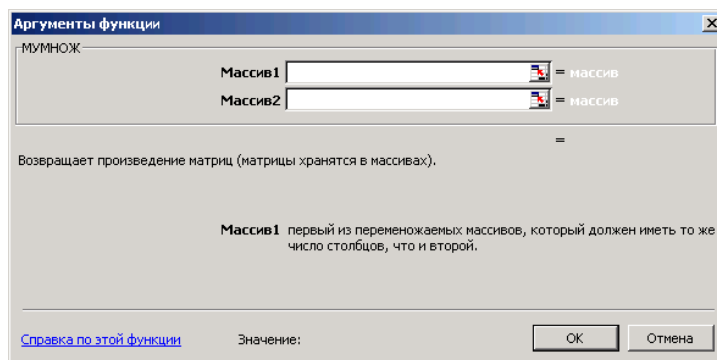 Аргументы функции
МУМНОЖ
Массив1 = массив
Массив2 = массив
=
Возвращает произведение матриц (матрицы хранятся в массивах).
Массив1 первый из перемножаемых массивов, который должен иметь то же
число столбцов, что и второй.
Справка по этой функции Значение: ОК Отмена